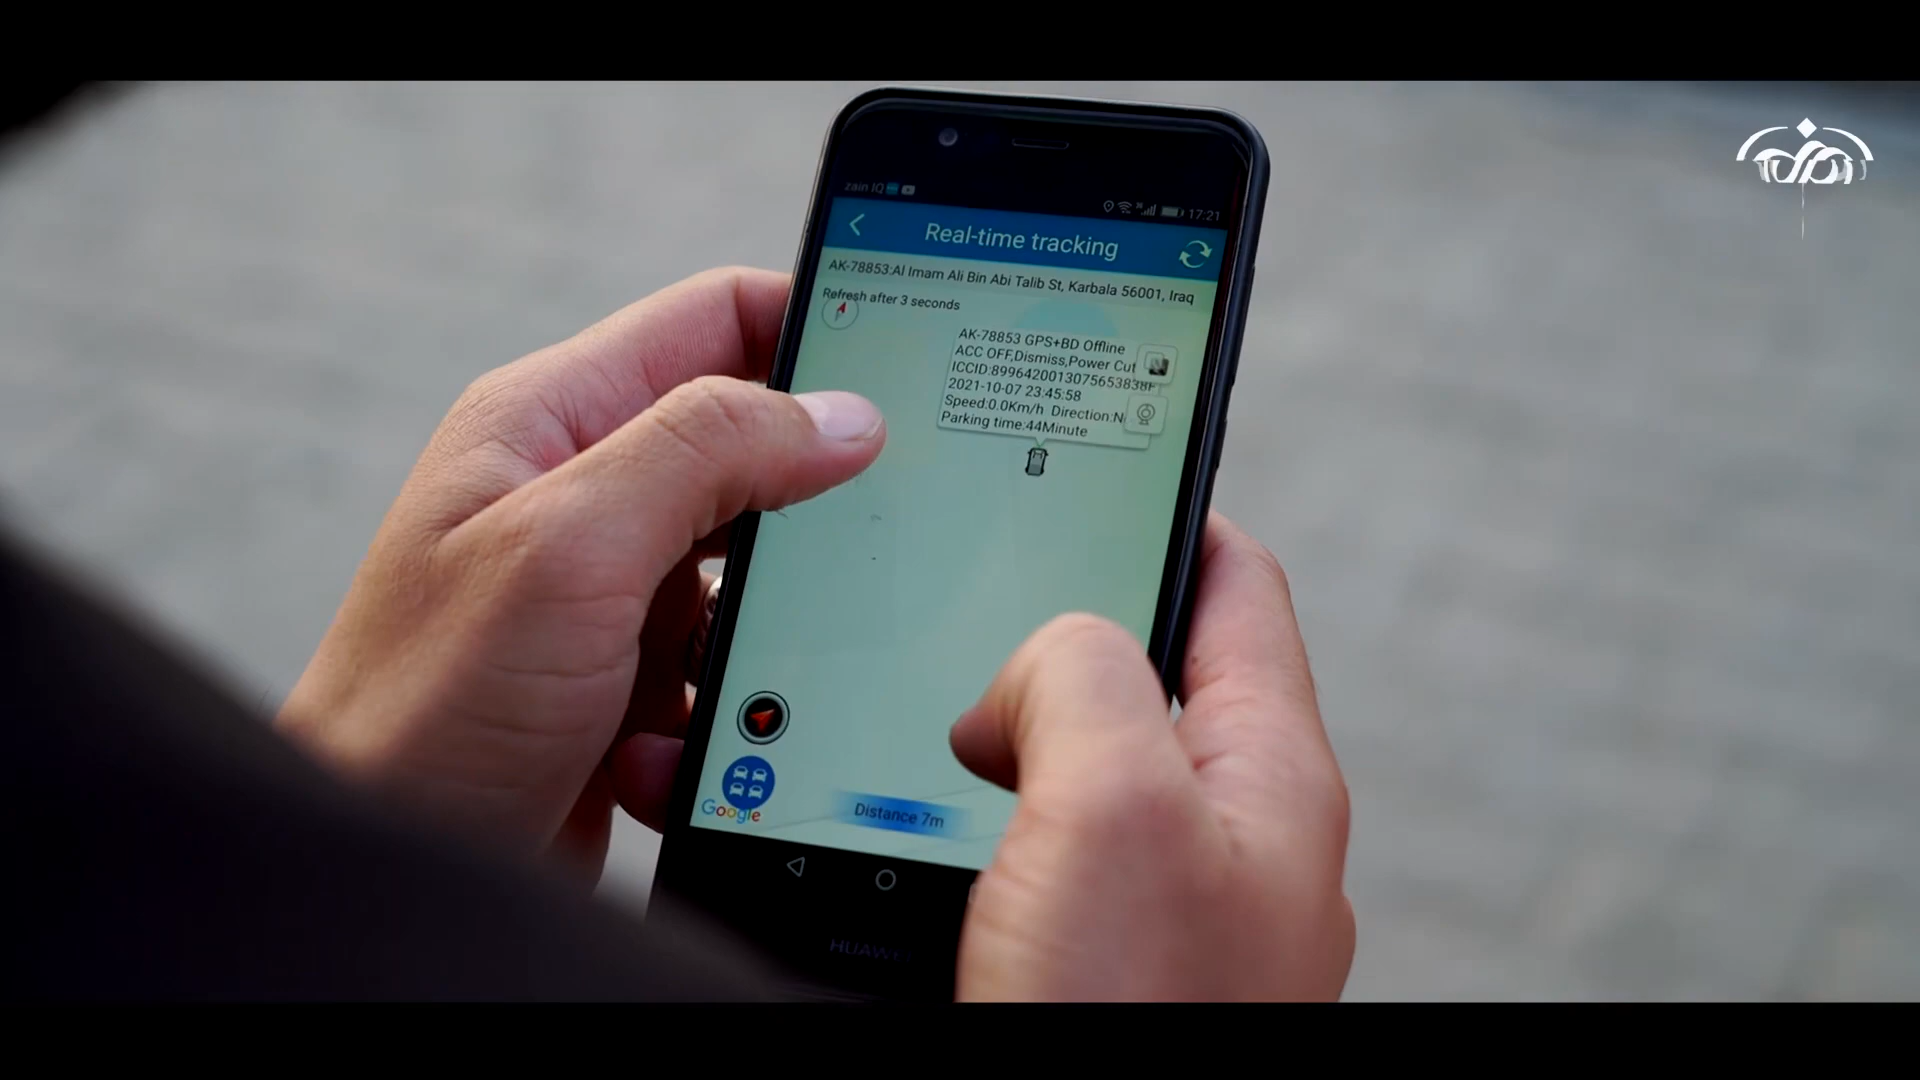 zain IQ
17:21
Real-time tracking
AK-78853:Al Imam Ali Bin Abi Talib St, Karbala 56001, Iraq
Refresh after 3 seconds
AK-78853 GPS+BD Offline
ACC OFF,Dismiss,Power Cut
ICCID:8996420013075653838F
2021-10-07 23:45:58
Speed:0.0Km/h Direction:N
Parking time:44Minute
Google
Distance 7m
HUAWEI